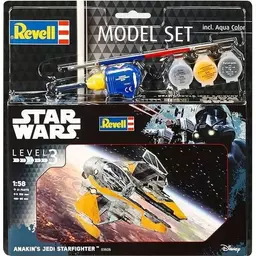 Revell
MODEL SET
incl. Aqua Color
STAR
WARS
Revell
LEVEL 3
1:58
ANAKIN'S JEDI STARFIGHTER
Disney